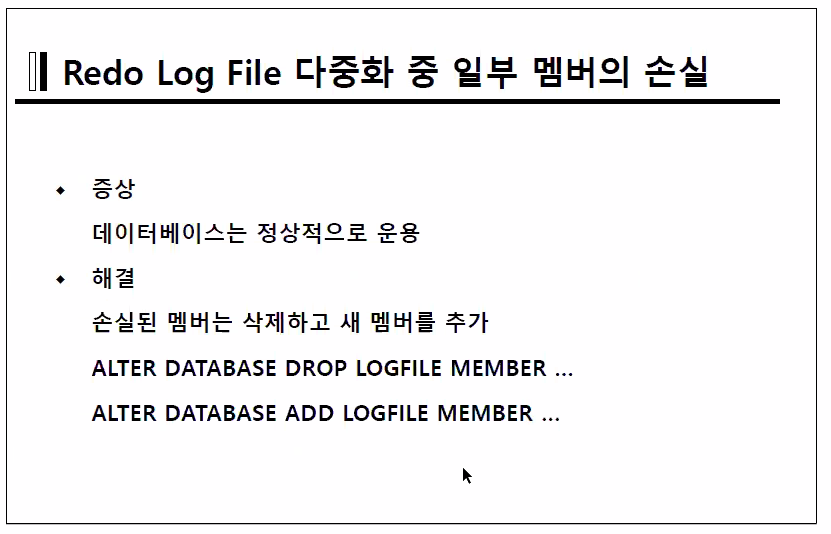 Redo Log File 다중화 중 일부 멤버의 손실
증상
데이터베이스는 정상적으로 운용
해결
손실된 멤버는 삭제하고 새 멤버를 추가
ALTER DATABASE DROP LOGFILE MEMBER ...
ALTER DATABASE ADD LOGFILE MEMBER ...